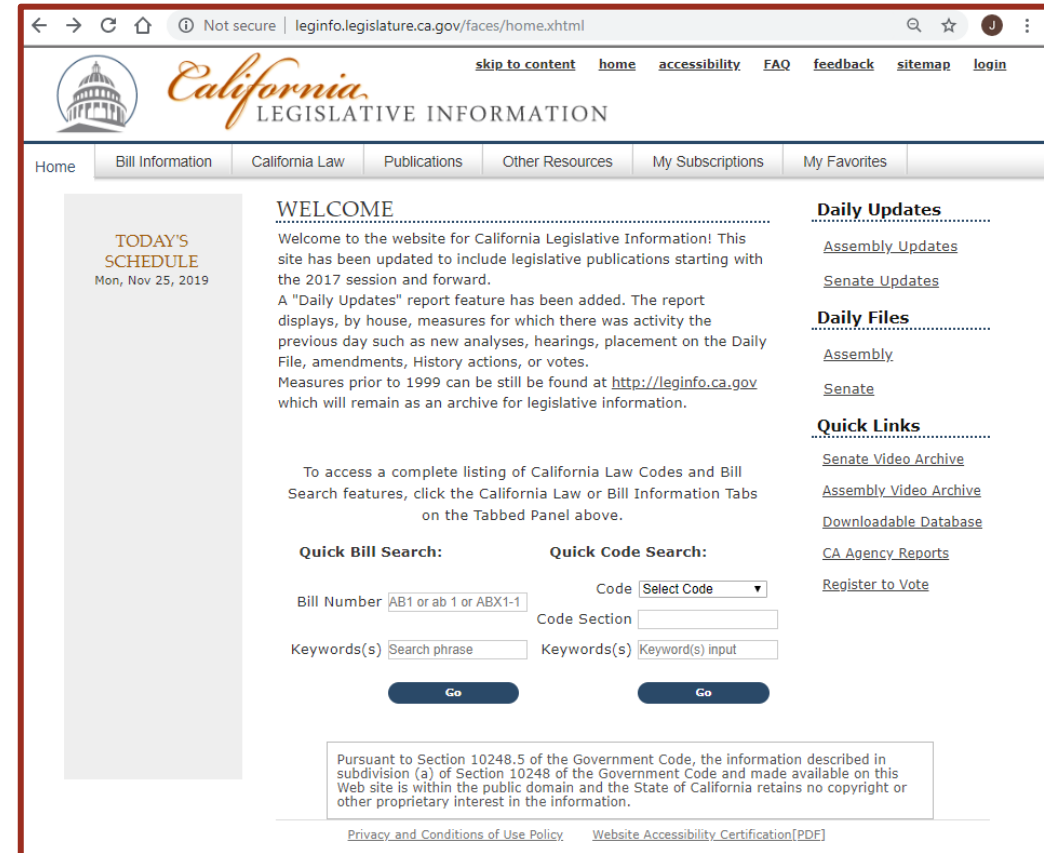 Not secure | leginfo.legislature.ca.gov/faces/home.xhtml
J
skip to content home accessibility FAQ feedback sitemap login
California
LEGISLATIVE INFORMATION
Home Bill Information California Law Publications Other Resources My Subscriptions My Favorites
TODAY'S
SCHEDULE
Mon, Nov 25, 2019
WELCOME
Welcome to the website for California Legislative Information! This
site has been updated to include legislative publications starting with
the 2017 session and forward.
A "Daily Updates" report feature has been added. The report
displays, by house, measures for which there was activity the
previous day such as new analyses, hearings, placement on the Daily
File, amendments, History actions, or votes.
Measures prior to 1999 can be still be found at http://leginfo.ca.gov
which will remain as an archive for legislative information.
To access a complete listing of California Law Codes and Bill
Search features, click the California Law or Bill Information Tabs
on the Tabbed Panel above.
Quick Bill Search:
Bill Number AB1 or ab 1 or ABX1-1
Keywords(s) Search phrase
Go
Quick Code Search:
Code Select Code
Code Section
Keywords(s) Keyword(s) input
Go
Daily Updates
Assembly Updates
Senate Updates
Daily Files
Assembly
Senate
Quick Links
Senate Video Archive
Assembly Video Archive
Downloadable Database
CA Agency Reports
Register to Vote
Pursuant to Section 10248.5 of the Government Code, the information described in
subdivision (a) of Section 10248 of the Government Code and made available on this
Web site is within the public domain and the State of California retains no copyright or
other proprietary interest in the information.
Privacy and Conditions of Use Policy Website Accessibility Certification[PDF]